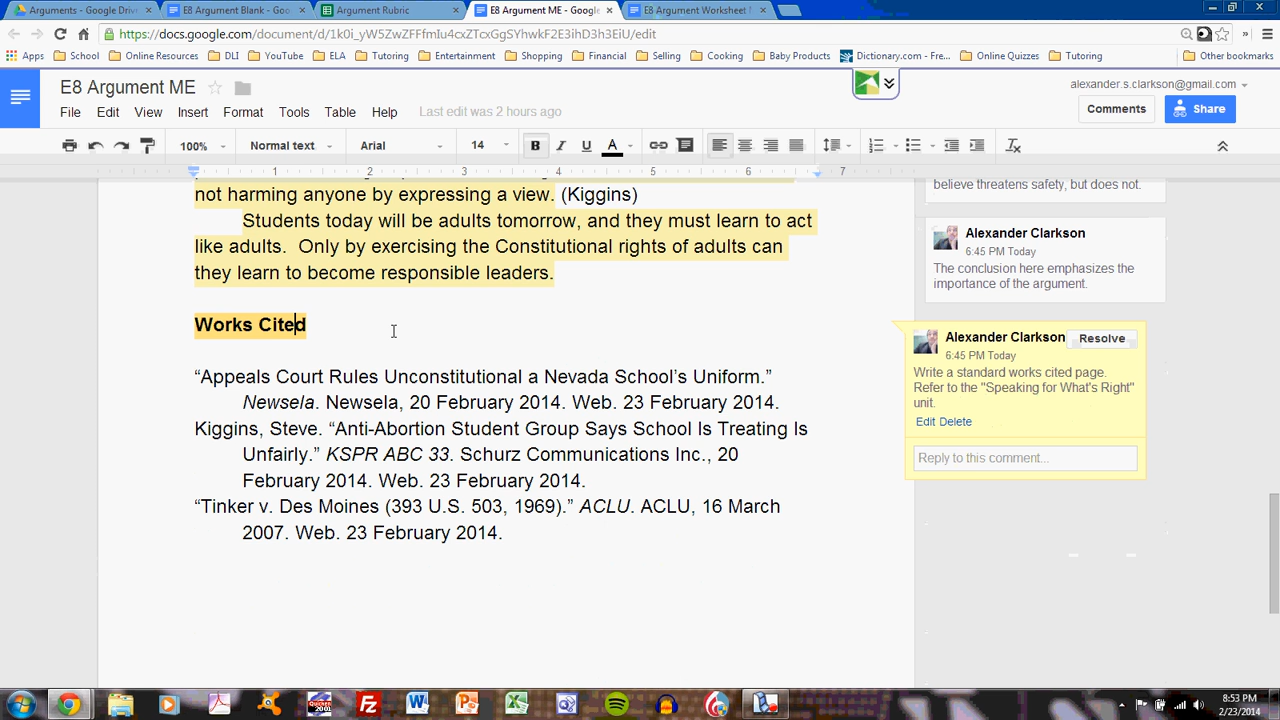 Arguments - Google Drive
E8 Argument Blank - Goo
Argument Rubric
E8 Argument ME - Google
E8 Argument Worksheet
https://docs.google.com/document/d/1k0i_yW5ZwZFFfmIu4cxZTcxGgSYhwkF2E3ihD3h3EiU/edit
Apps School Online Resources DLI YouTube ELA Tutoring Entertainment Shopping Financial Selling Cooking Baby Products Dictionary.com - Fre... Online Quizzes Tutoring Other bookmarks
E8 Argument ME
alexander.s.clarkson@gmail.com
File Edit View Insert Format Tools Table Help Last edit was 2 hours ago
Comments Share
100% Normal text Arial 14 B I U A
1 2 3 4 5 6 7
not harming anyone by expressing a view. (Kiggins)
Students today will be adults tomorrow, and they must learn to act
like adults. Only by exercising the Constitutional rights of adults can
they learn to become responsible leaders.
Works Cited
“Appeals Court Rules Unconstitutional a Nevada School’s Uniform.”
Newsela. Newsela, 20 February 2014. Web. 23 February 2014.
Kiggins, Steve. “Anti-Abortion Student Group Says School Is Treating It
Unfairly.” KSPR ABC 33. Schurz Communications Inc., 20
February 2014. Web. 23 February 2014.
“Tinker v. Des Moines (393 U.S. 503, 1969).” ACLU. ACLU, 16 March
2007. Web. 23 February 2014.
believe threatens safety, but does not.
Alexander Clarkson
6:45 PM Today
The conclusion here emphasizes the
importance of the argument.
Alexander Clarkson Resolve
6:45 PM Today
Write a standard works cited page.
Refer to the "Speaking for What's Right"
unit.
Edit Delete
Reply to this comment...
8:53 PM
2/23/2014